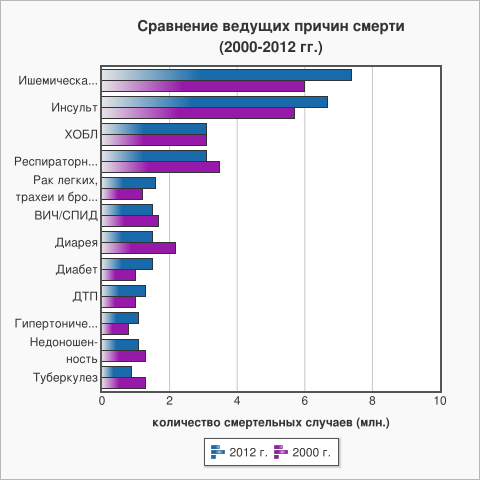 Сравнение ведущих причин смерти
(2000-2012 гг.)
Ишемическа...
Инсульт
ХОБЛ
Респираторн...
Рак легких,
трахеи и бро...
ВИЧ/СПИД
Диарея
Диабет
ДТП
Гипертониче...
Недоношен-
ность
Туберкулез
0 2 4 6 8 10
количество смертельных случаев (млн.)
2012 г. 2000 г.